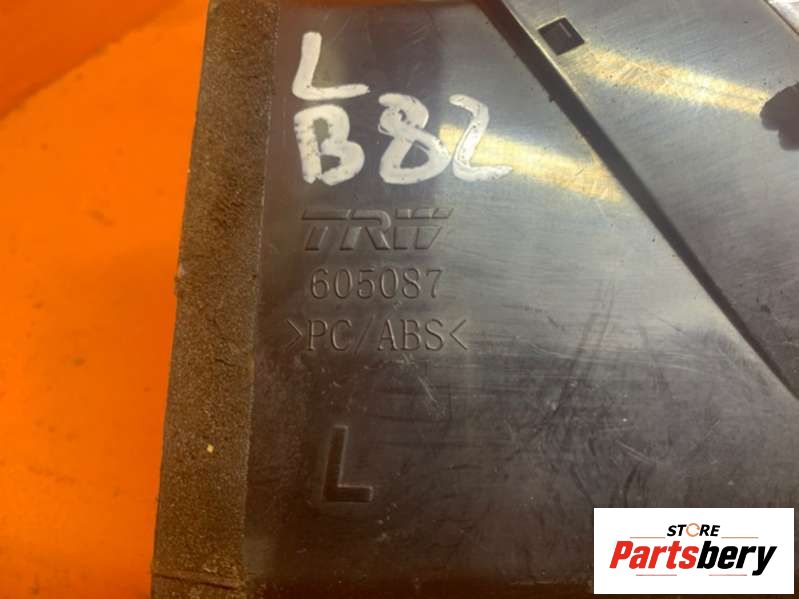 L
B82
TRW
605087
>PC/ABS<
L
STORE
Partsbery